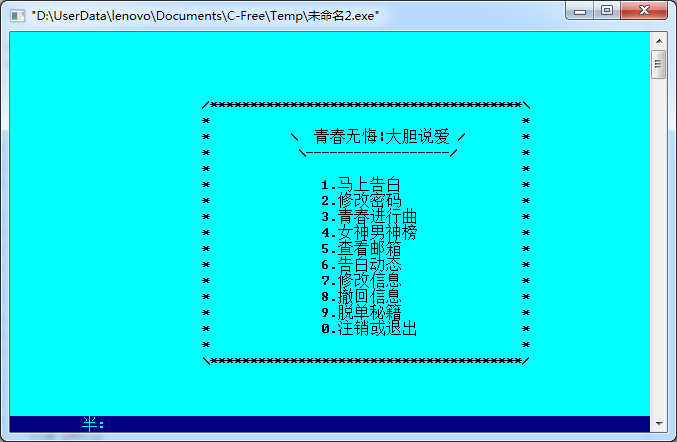 "D:\UserData\lenovo\Documents\C-Free\Temp\未命名2.exe"
/***************************************\
\ 青春无悔!大胆说爱 /
\------------------/
1.马上告白
2.修改密码
3.青春进行曲
4.女神男神榜
5.查看邮箱
6.告白动态
7.修改信息
8.撤回信息
9.脱单秘籍
0.注销或退出
\***************************************/
半: